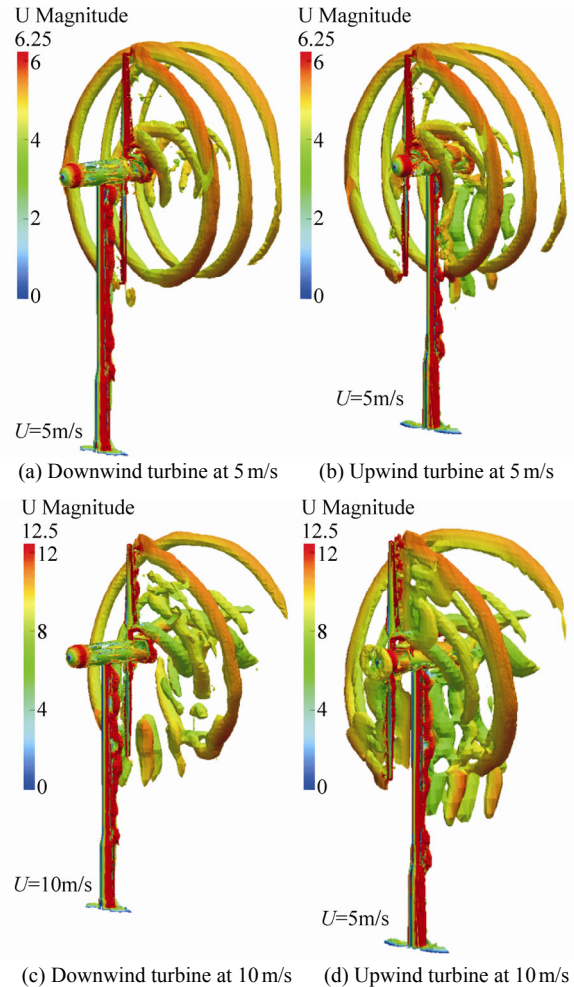 U Magnitude
6.25
6
4
2
0
U=5m/s
(a) Downwind turbine at 5 m/s
U Magnitude
6.25
6
4
2
0
U=5m/s
(b) Upwind turbine at 5 m/s
U Magnitude
12.5
12
8
4
0
U=10m/s
(c) Downwind turbine at 10 m/s
U Magnitude
12.5
12
8
4
0
U=5m/s
(d) Upwind turbine at 10 m/s